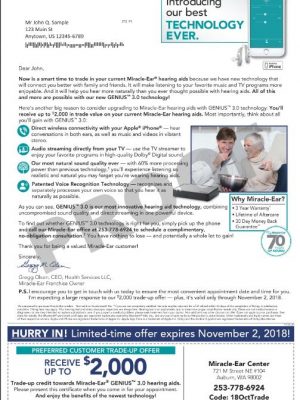 Introducing
our best
TECHNOLOGY
EVER.
Mr John Q. Sample
123 Main St
Anytown, US 12345-6789
Dear John,
Now is a smart time to trade in your current Miracle-Ear® hearing aids because we have new technology that
will connect you better with family and friends. It will make listening to your favorite music and TV programs more
enjoyable. And it will help you hear more naturally than you ever thought possible with hearing aids. All of this
and more are possible with our new GENIUS™ 3.0 technology!
Here's another big reason to consider upgrading to Miracle-Ear hearing aids with GENIUS™ 3.0 technology: You'll
receive up to $2,000 in trade value on your current Miracle-Ear hearing aids. Most importantly, think about all
you'll gain with GENIUS™ 3.0.
Direct wireless connectivity with your Apple® iPhone® — hear
conversations, as well as music and videos in vibrant
stereo.
Audio streaming directly from your TV — use the TV streamer to
enjoy your favorite programs in high-quality Dolby® Digital sound.
Our most natural sound quality ever — with 60% more processing
power than previous technology, you'll experience listening so
realistic and natural you may forget you're wearing hearing aids.
Patented Voice Recognition Technology — recognizes and
separately processes your own voice so that you hear it as
naturally as possible.
As you can see, GENIUS™ 3.0 is our most innovative hearing aid technology, combining
uncompromised sound quality and direct streaming in one powerful device.
To find out whether GENIUS™ 3.0 technology is right for you, simply pick up the phone
and call our Miracle-Ear office at 253-778-6924 to schedule a complimentary,
no-obligation consultation. You have nothing to lose — and potentially a whole lot to gain!
Thank you for being a valued Miracle-Ear customer!
Sincerely,
Gregg Olsen, CEO, Health Services LLC,
Miracle-Ear Franchise Owner
Why Miracle-Ear?
• 3 Year Warranty
• Lifetime of Aftercare
• 30 Day Money Back
Guarantee
70
P.S. I encourage you to get in touch with us today to ensure the most convenient appointment date and time for you.
I'm expecting a large response to our $2,000 trade-up offer — plus, it's valid only through November 2, 2018.
HURRY IN! Limited-time offer expires November 2, 2018!
PREFERRED CUSTOMER TRADE-UP OFFER
RECEIVE
UP TO
$2,000
Trade-up credit towards Miracle-Ear® GENIUS™ 3.0 hearing aids.
Please present this certificate when you come in for your appointment.
And enjoy the benefits of the newest technology!
Miracle-Ear Center
721 M Street NE #104
Auburn, WA 98002
253-778-6924
Code: 18OctTrade